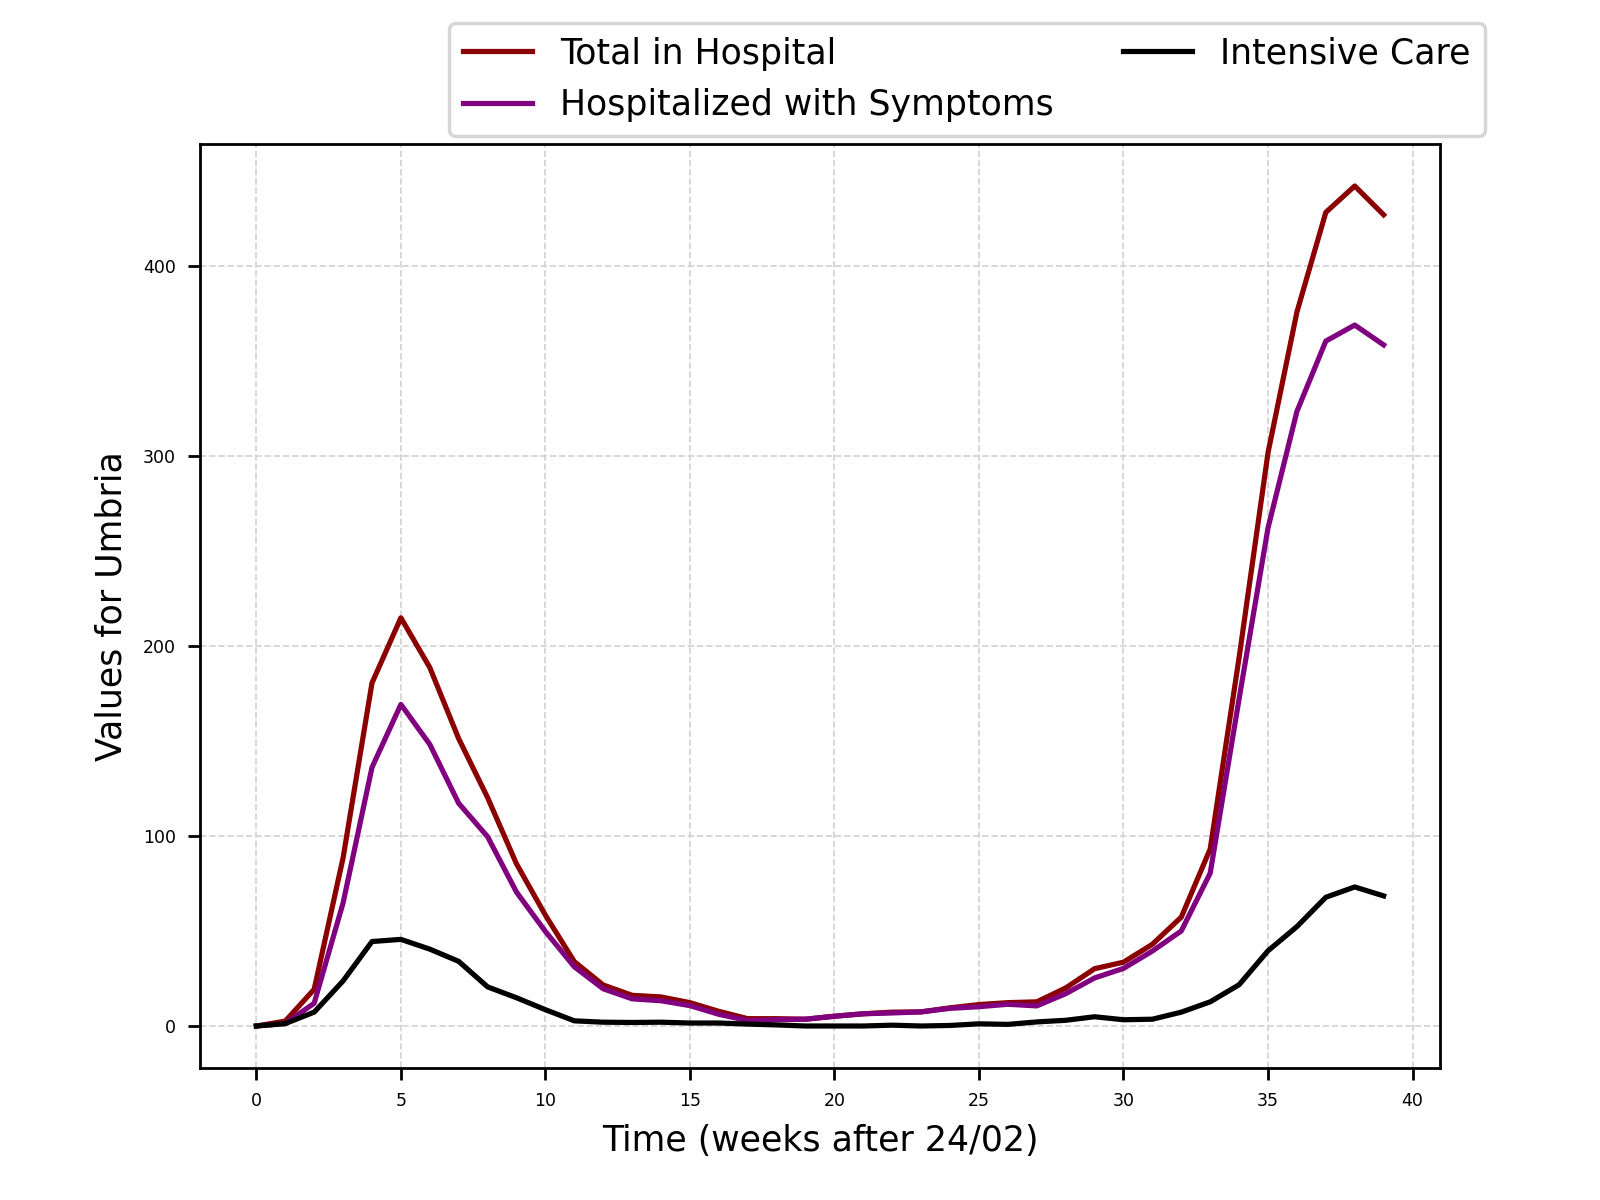 Total in Hospital
Hospitalized with Symptoms
Intensive Care
Values for Umbria
400
300
200
100
0
0 5 10 15 20 25 30 35 40
Time (weeks after 24/02)